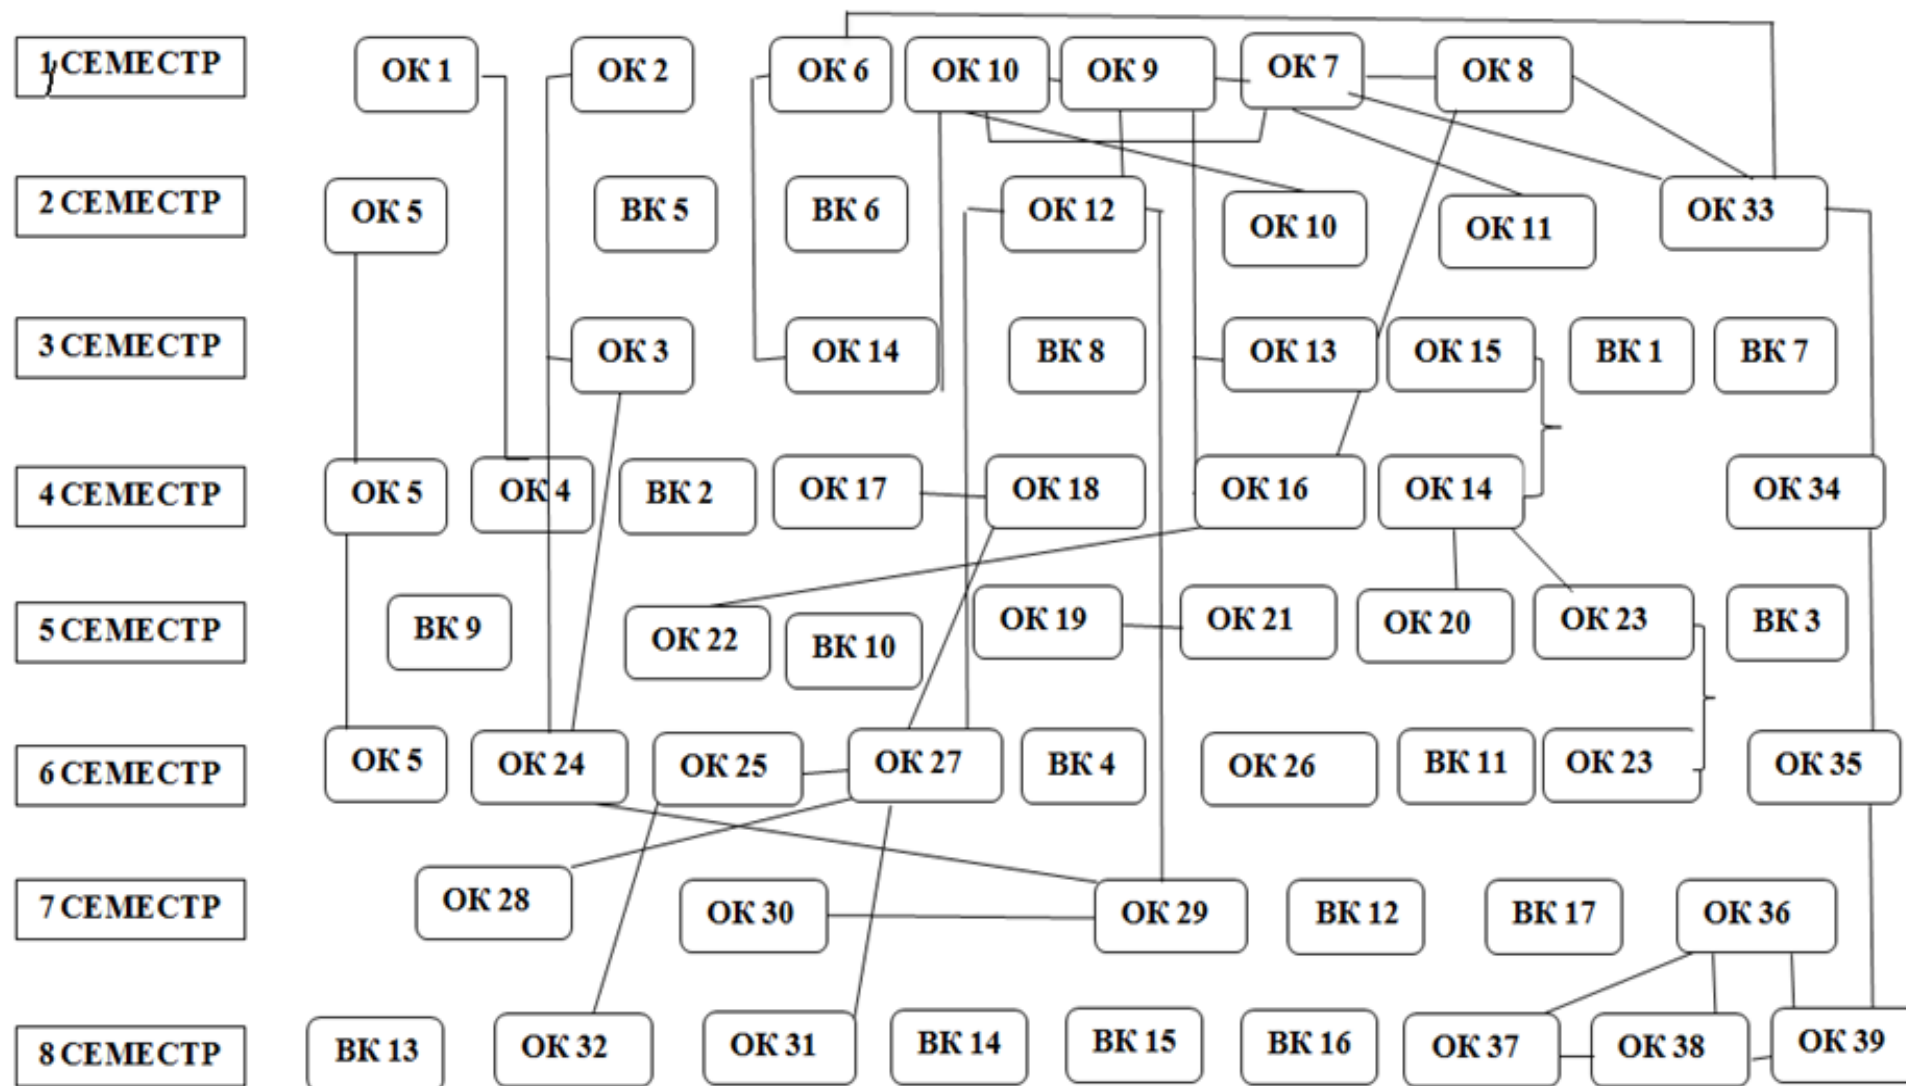 1 СЕМЕСТР ОК 1 ОК 2 ОК 6 ОК 10 ОК 9 ОК 7 ОК 8
2 СЕМЕСТР ОК 5 ВК 5 ВК 6 ОК 12 ОК 10 ОК 11 ОК 33
3 СЕМЕСТР ОК 3 ОК 14 ВК 8 ОК 13 ОК 15 ВК 1 ВК 7
4 СЕМЕСТР ОК 5 ОК 4 ВК 2 ОК 17 ОК 18 ОК 16 ОК 14 ОК 34
5 СЕМЕСТР ВК 9 ОК 22 ВК 10 ОК 19 ОК 21 ОК 20 ОК 23 ВК 3
6 СЕМЕСТР ОК 5 ОК 24 ОК 25 ОК 27 ВК 4 ОК 26 ВК 11 ОК 23 ОК 35
7 СЕМЕСТР ОК 28 ОК 30 ОК 29 ВК 12 ВК 17 ОК 36
8 СЕМЕСТР ВК 13 ОК 32 ОК 31 ВК 14 ВК 15 ВК 16 ОК 37 ОК 38 ОК 39